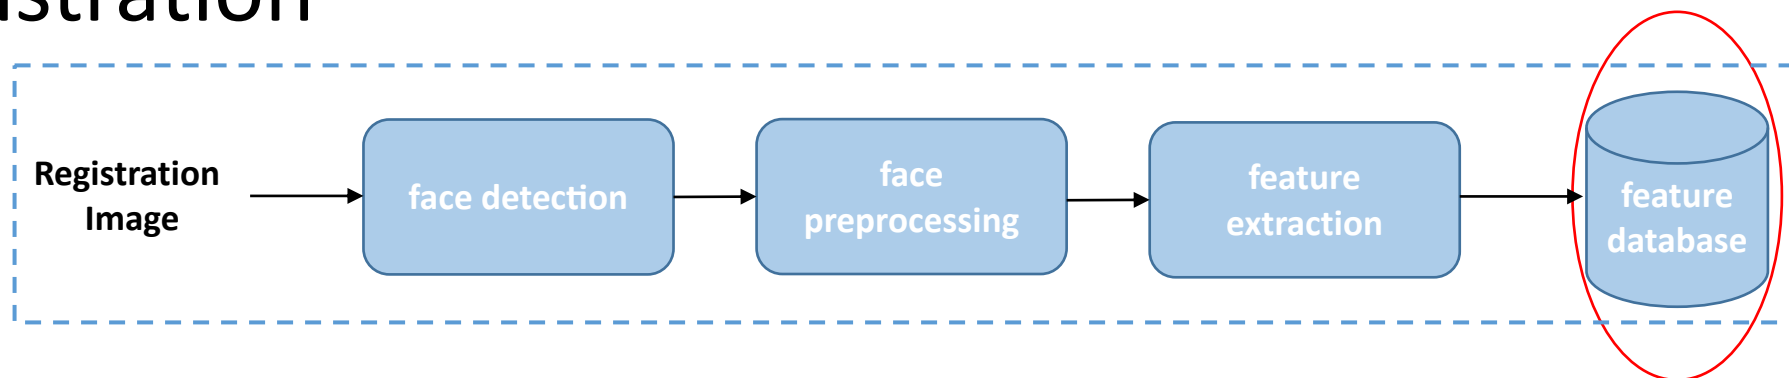 Registration
Image
face detection
face
preprocessing
feature
extraction
feature
database